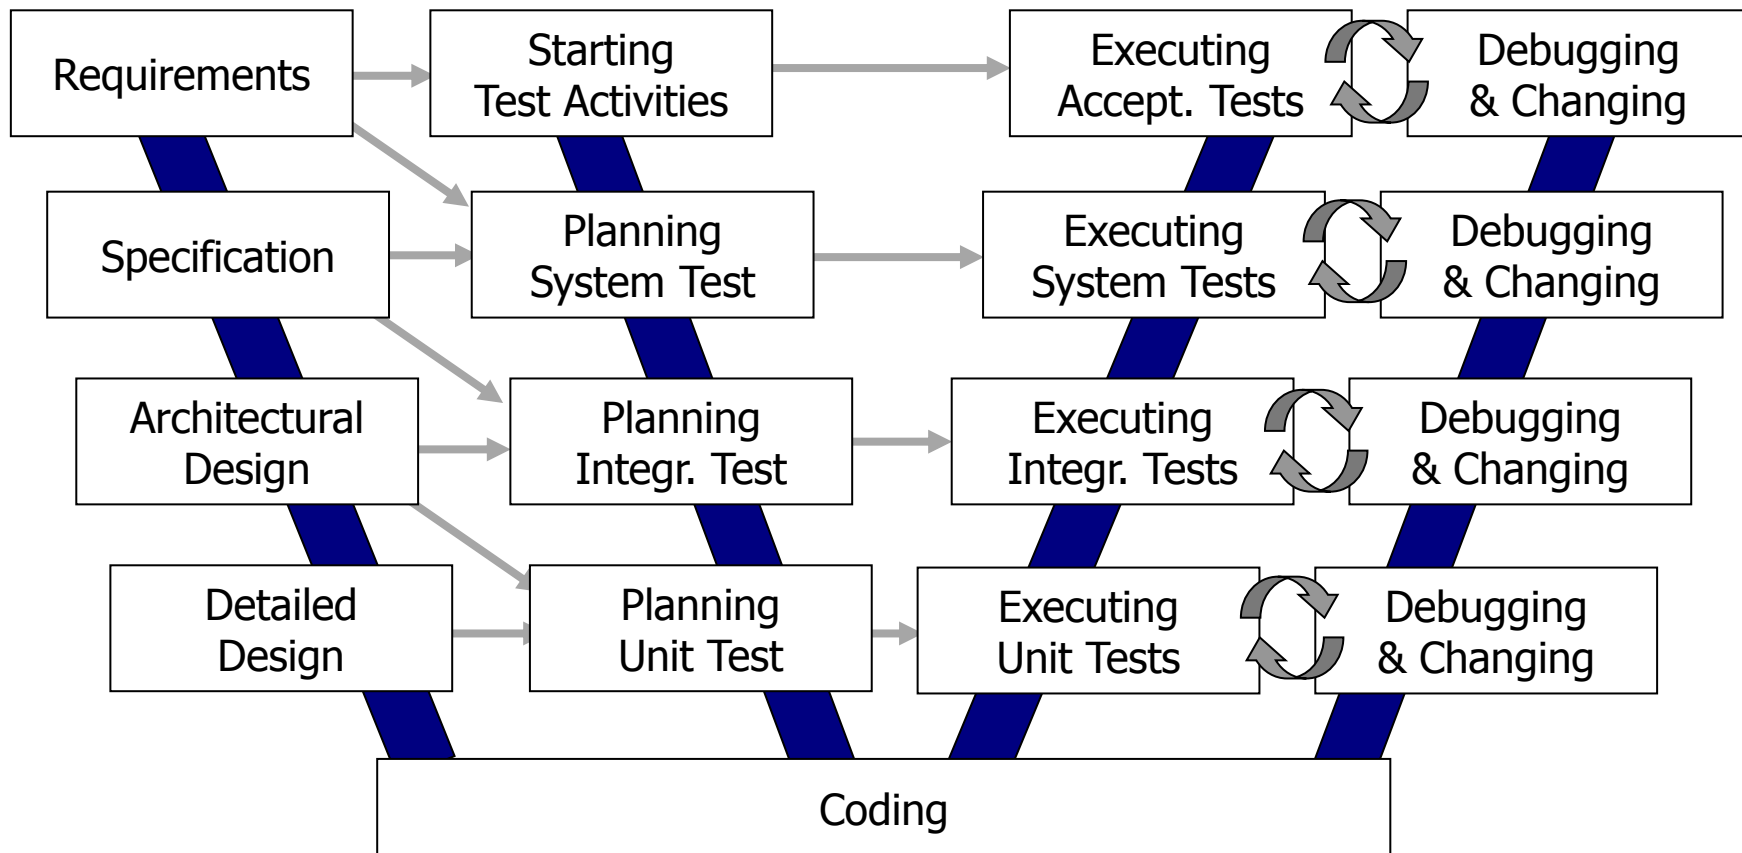 Requirements
Starting
Test Activities
Executing
Accept. Tests
Debugging
& Changing
Specification
Planning
System Test
Executing
System Tests
Debugging
& Changing
Architectural
Design
Planning
Integr. Test
Executing
Integr. Tests
Debugging
& Changing
Detailed
Design
Planning
Unit Test
Executing
Unit Tests
Debugging
& Changing
Coding